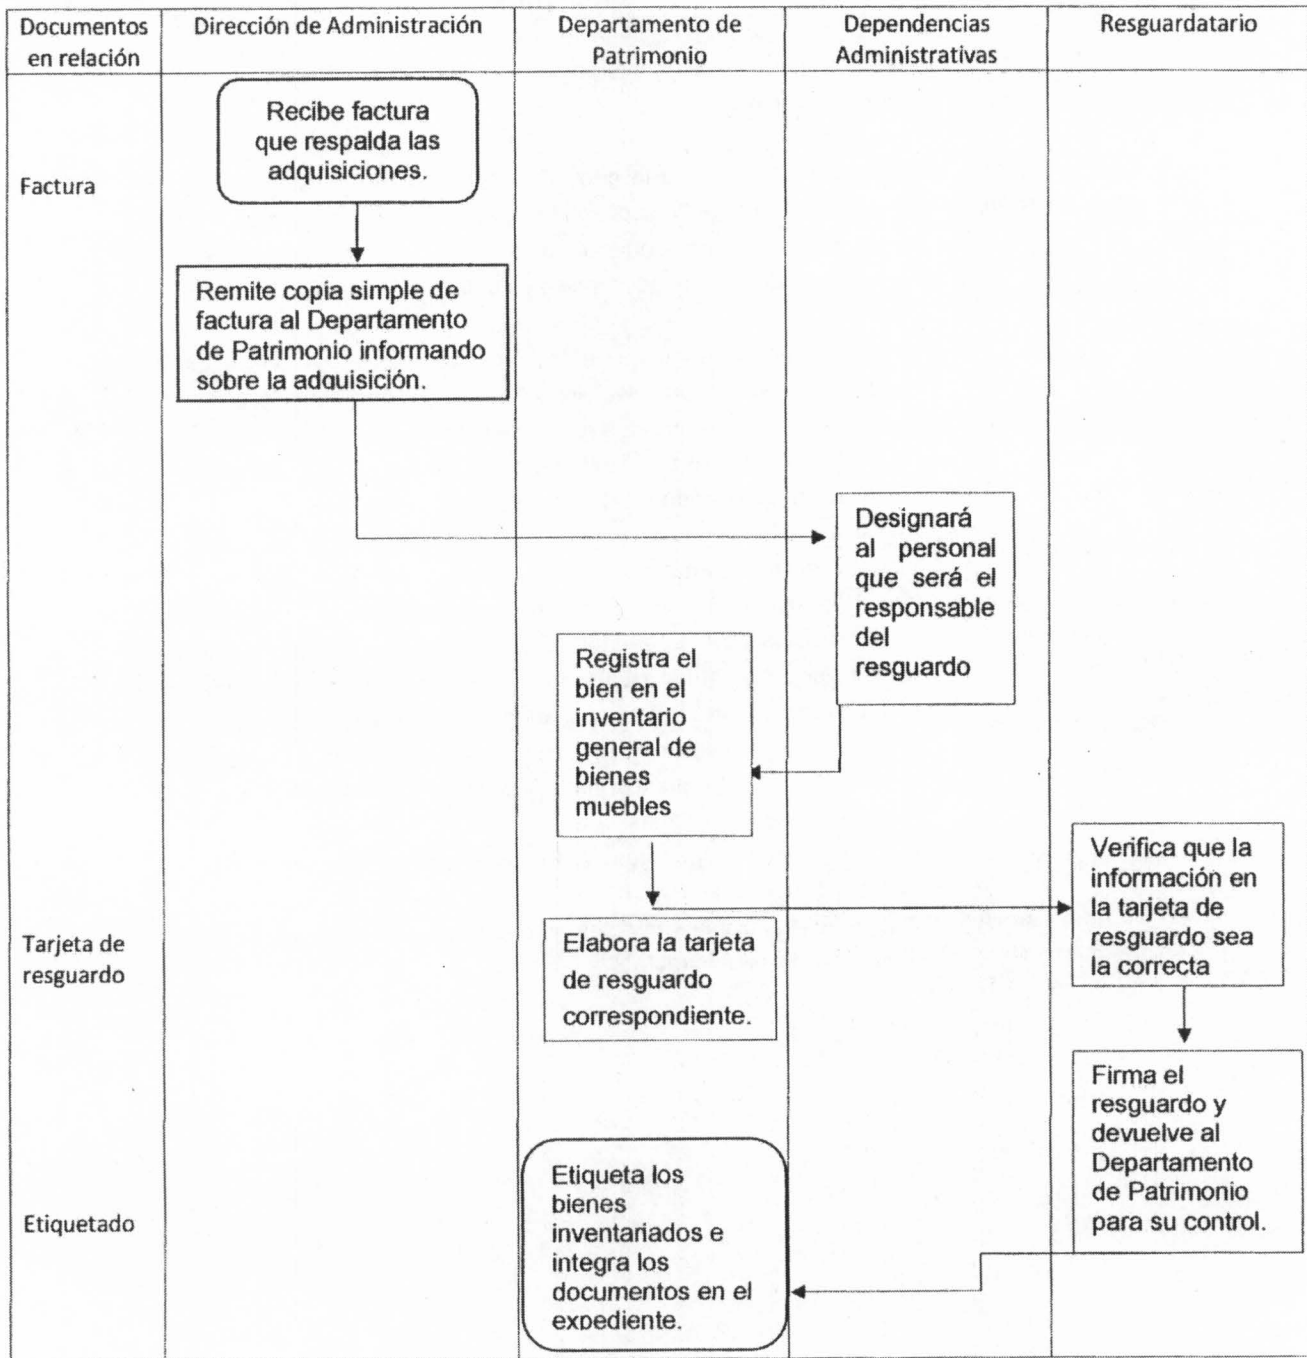 Documentos
en relación
Dirección de Administración
Departamento de
Patrimonio
Dependencias
Administrativas
Resguardatario
Factura
Recibe factura
que respalda las
adquisiciones.
Remite copia simple de
factura al Departamento
de Patrimonio informando
sobre la adquisición.
Designará
al personal
que será el
responsable
del
resguardo
Registra el
bien en el
inventario
general de
bienes
muebles
Tarjeta de
resguardo
Elabora la tarjeta
de resguardo
correspondiente.
Verifica que la
información en
la tarjeta de
resguardo sea
la correcta
Firma el
resguardo y
devuelve al
Departamento
de Patrimonio
para su control.
Etiquetado
Etiqueta los
bienes
inventariados e
integra los
documentos en el
expediente.